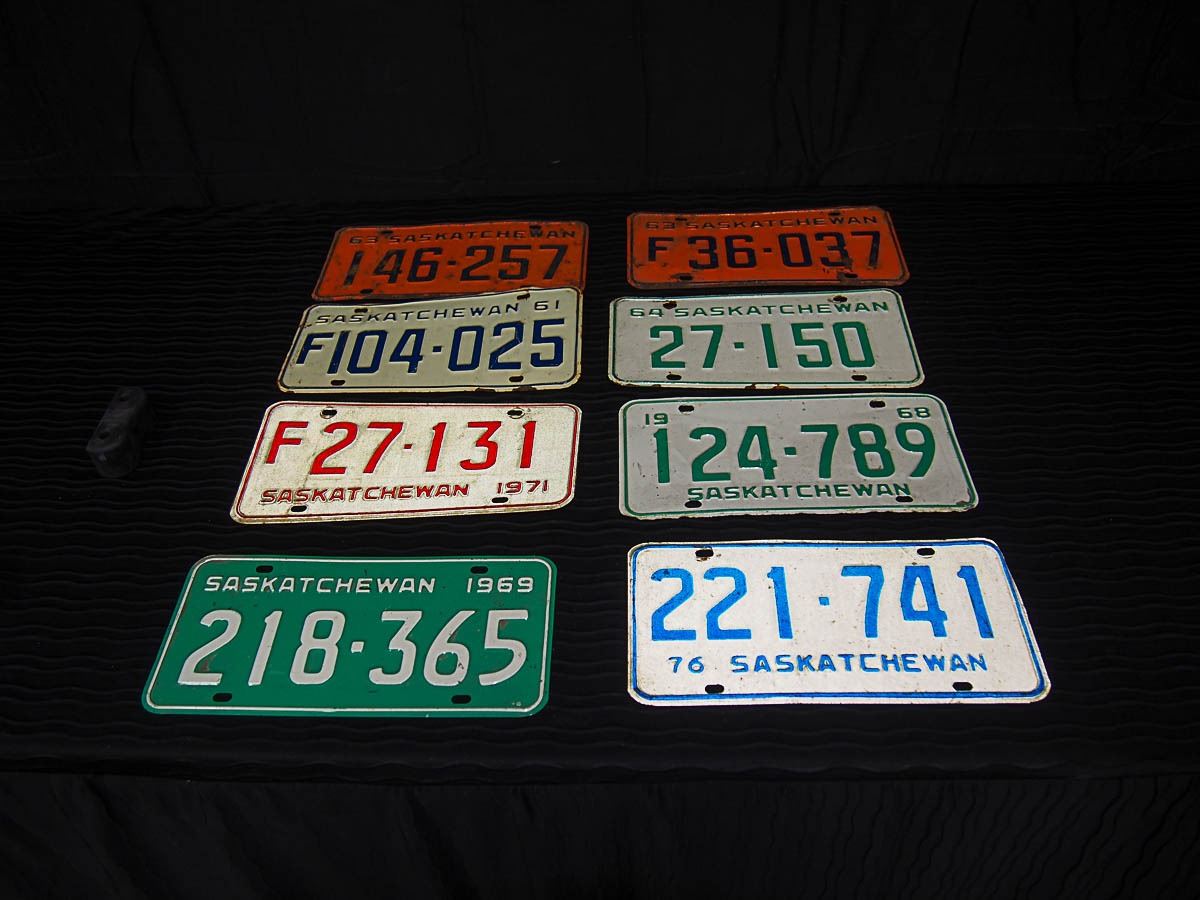 63 SASKATCHEWAN
146·257
63 SASKATCHEWAN
F36·037
SASKATCHEWAN 61
F104·025
64 SASKATCHEWAN
27·150
F27·131
SASKATCHEWAN 1971
19 68
124·789
SASKATCHEWAN
SASKATCHEWAN 1969
218·365
221·741
76 SASKATCHEWAN